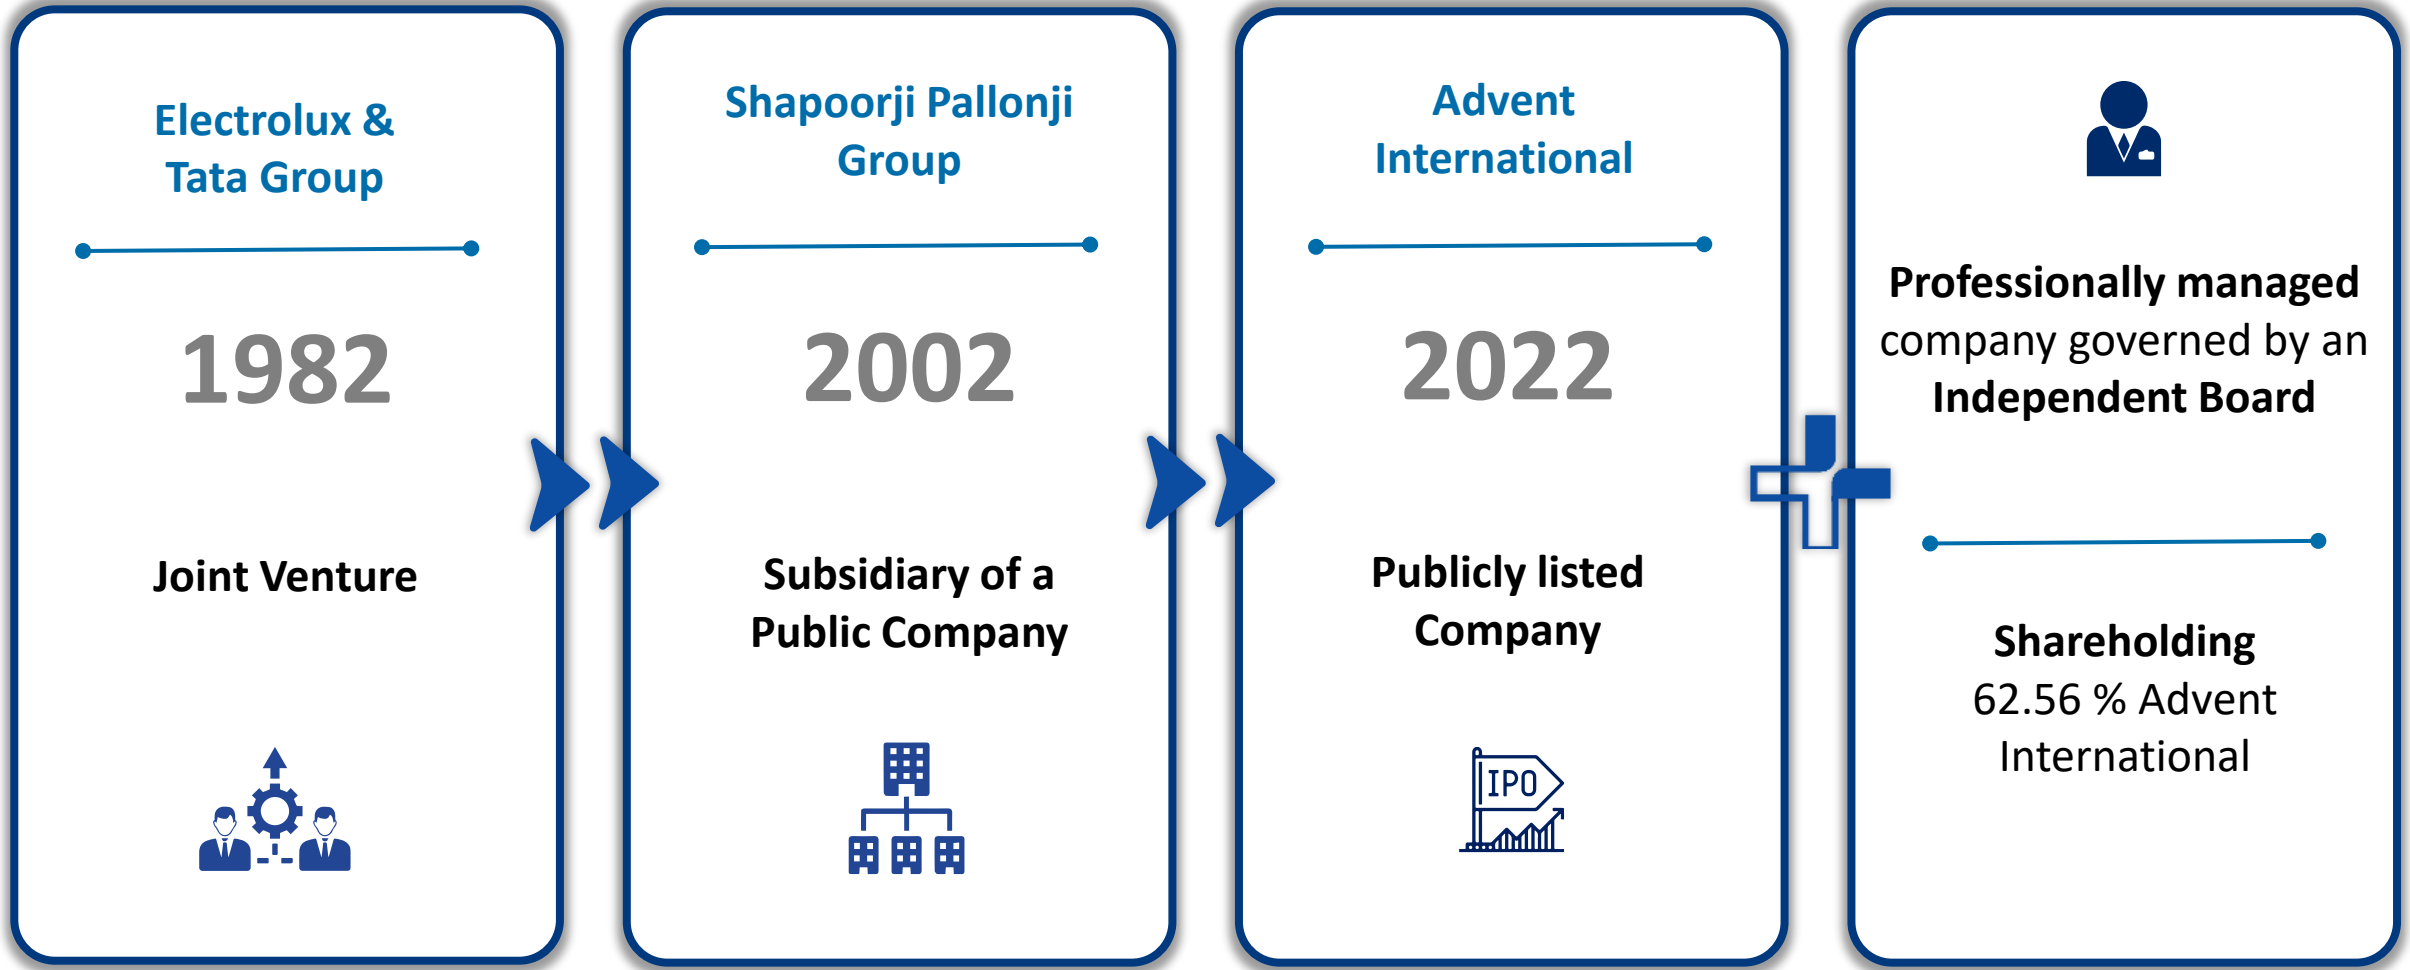 Electrolux &
Tata Group
1982
Joint Venture
Shapoorji Pallonji
Group
2002
Subsidiary of a
Public Company
Advent
International
2022
Publicly listed
Company
IPO
Professionally managed
company governed by an
Independent Board
Shareholding
62.56 % Advent
International